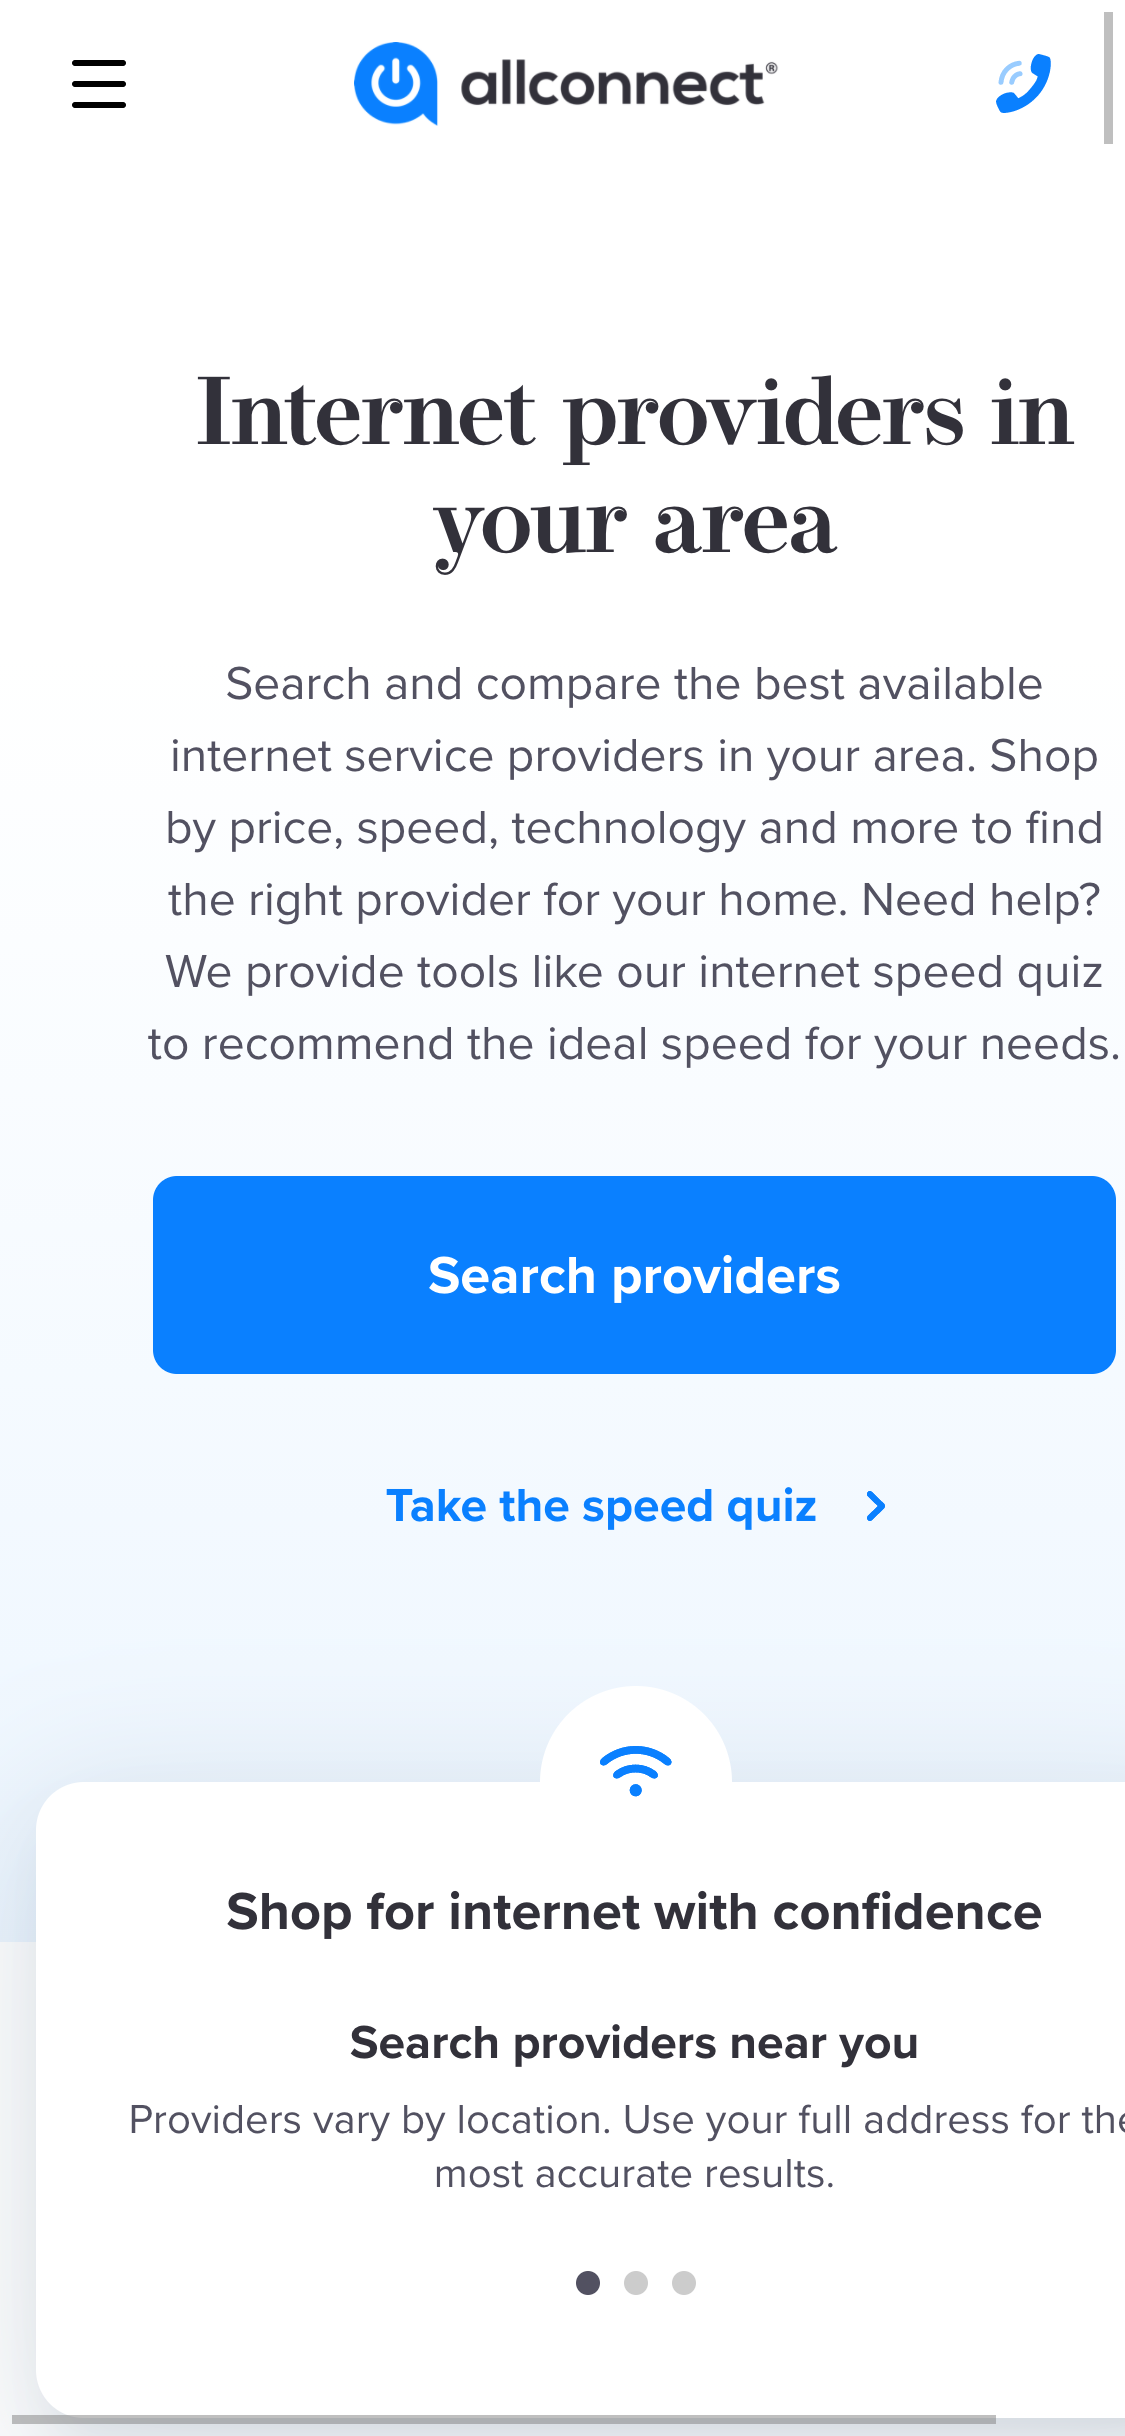 allconnect®
Internet providers in
your area
Search and compare the best available
internet service providers in your area. Shop
by price, speed, technology and more to find
the right provider for your home. Need help?
We provide tools like our internet speed quiz
to recommend the ideal speed for your needs.
Search providers
Take the speed quiz
Shop for internet with confidence
Search providers near you
Providers vary by location. Use your full address for the
most accurate results.